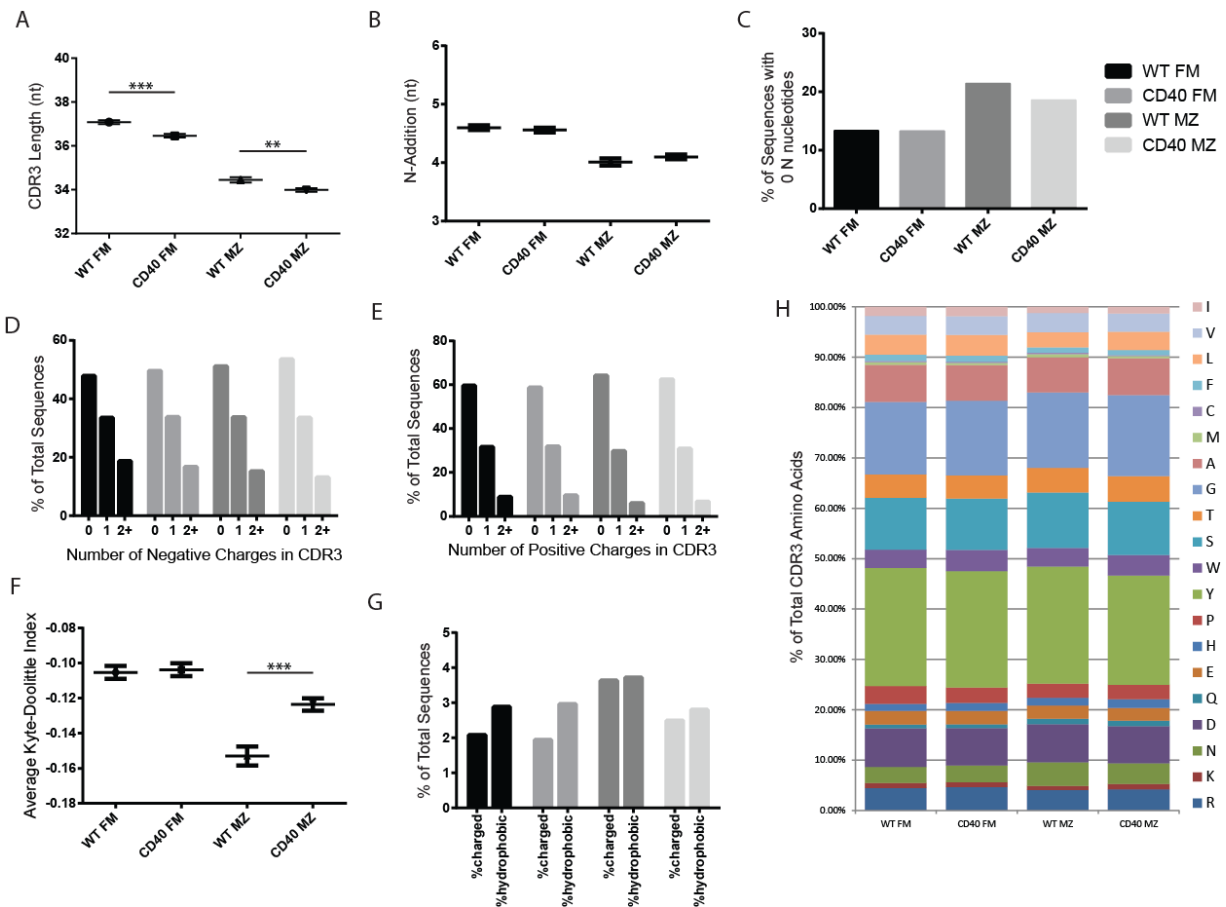 A
CDR3 Length (nt)
40
38
36
34
32
***
**
WT FM
CD40 FM
WT MZ
CD40 MZ
B
N-Addition (nt)
6
5
4
3
WT FM
CD40 FM
WT MZ
CD40 MZ
C
% of Sequences with
0 N nucleotides
30
20
10
0
WT FM
CD40 FM
WT MZ
CD40 MZ
WT FM
CD40 FM
WT MZ
CD40 MZ
D
% of Total Sequences
60
40
20
0
0 1 2+ 0 1 2+ 0 1 2+ 0 1 2+
Number of Negative Charges in CDR3
E
% of Total Sequences
80
60
40
20
0
0 1 2+ 0 1 2+ 0 1 2+ 0 1 2+
Number of Positive Charges in CDR3
F
Average Kyte-Doolittle Index
-0.08
-0.10
-0.12
-0.14
-0.16
-0.18
***
WT FM
CD40 FM
WT MZ
CD40 MZ
G
% of Total Sequences
5
4
3
2
1
0
%charged
%hydrophobic
%charged
%hydrophobic
%charged
%hydrophobic
%charged
%hydrophobic
H
% of Total CDR3 Amino Acids
100.00%
90.00%
80.00%
70.00%
60.00%
50.00%
40.00%
30.00%
20.00%
10.00%
0.00%
WT FM
CD40 FM
WT MZ
CD40 MZ
I
V
L
F
C
M
A
G
T
S
W
Y
P
H
E
Q
D
N
K
R